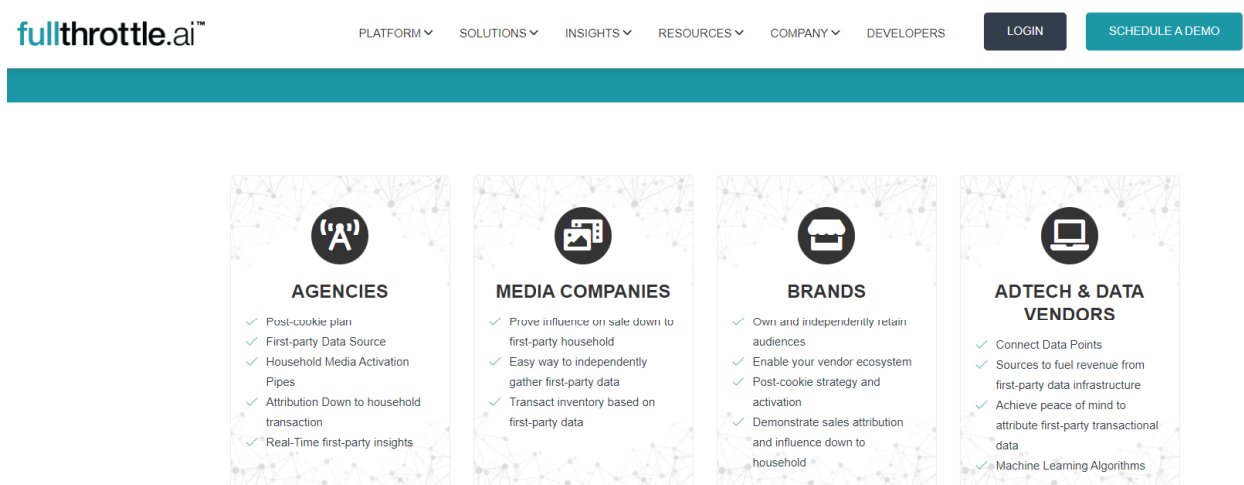 fullthrottle.ai™
PLATFORM
SOLUTIONS
INSIGHTS
RESOURCES
COMPANY
DEVELOPERS
LOGIN
SCHEDULE A DEMO
AGENCIES
Post-cookie plan
First-party Data Source
Household Media Activation
Pipes
Attribution Down to household
transaction
Real-Time first-party insights
MEDIA COMPANIES
Prove influence on sale down to
first-party household
Easy way to independently
gather first-party data
Transact inventory based on
first-party data
BRANDS
Own and independently retain
audiences
Enable your vendor ecosystem
Post-cookie strategy and
activation
Demonstrate sales attribution
and influence down to
household
ADTECH & DATA
VENDORS
Connect Data Points
Sources to fuel revenue from
first-party data infrastructure
Achieve peace of mind to
attribute first-party transactional
data
Machine Learning Algorithms